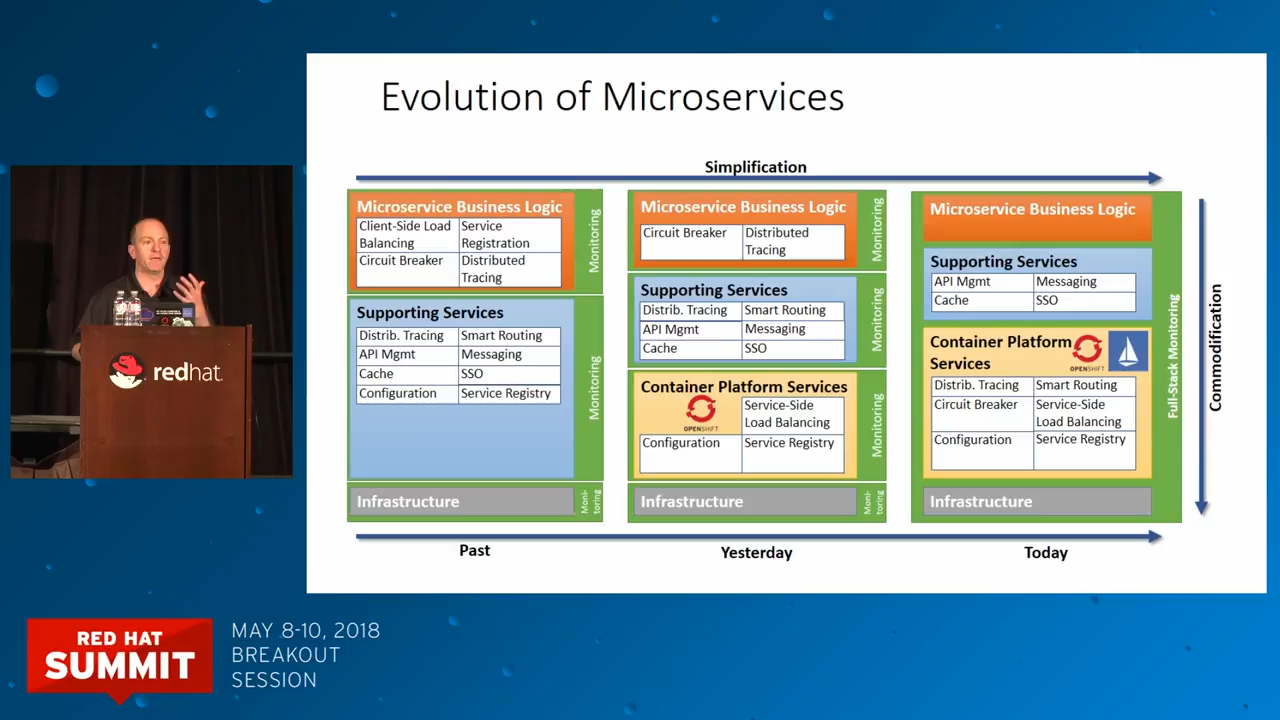 Evolution of Microservices
Simplification
Microservice Business Logic
Client-Side Load
Balancing
Service
Registration
Circuit Breaker
Distributed
Tracing
Monitoring
Supporting Services
Distrib. Tracing
Smart Routing
API Mgmt
Messaging
Cache
SSO
Configuration
Service Registry
Monitoring
Infrastructure
Moni-
toring
Past
Microservice Business Logic
Circuit Breaker
Distributed
Tracing
Monitoring
Supporting Services
Distrib. Tracing
Smart Routing
API Mgmt
Messaging
Cache
SSO
Monitoring
Container Platform Services
OPENSHIFT
Service-Side
Load Balancing
Configuration
Service Registry
Monitoring
Infrastructure
Moni-
toring
Yesterday
Microservice Business Logic
Supporting Services
API Mgmt
Messaging
Cache
SSO
Container Platform
Services
OPENSHIFT
Distrib. Tracing
Smart Routing
Circuit Breaker
Service-Side
Load Balancing
Configuration
Service Registry
Infrastructure
Full-Stack Monitoring
Today
Commodification
redhat.
RED HAT
SUMMIT
MAY 8-10, 2018
BREAKOUT
SESSION